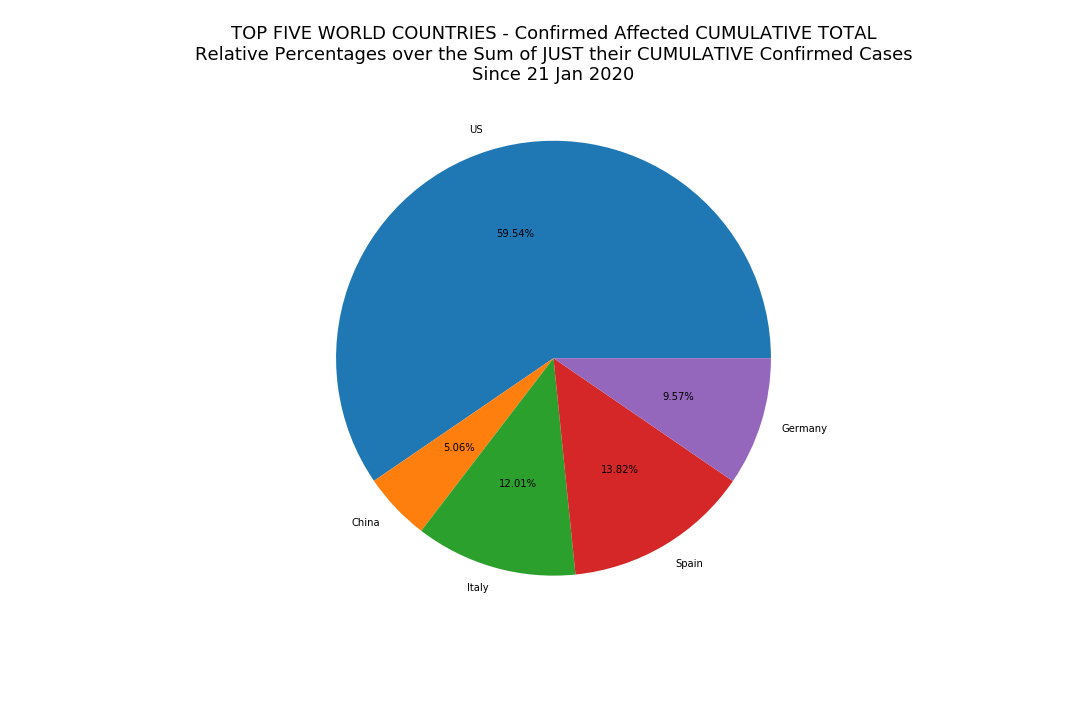 TOP FIVE WORLD COUNTRIES - Confirmed Affected CUMULATIVE TOTAL
Relative Percentages over the Sum of JUST their CUMULATIVE Confirmed Cases
Since 21 Jan 2020
US
59.54%
9.57%
Germany
5.06%
13.82%
12.01%
China
Spain
Italy